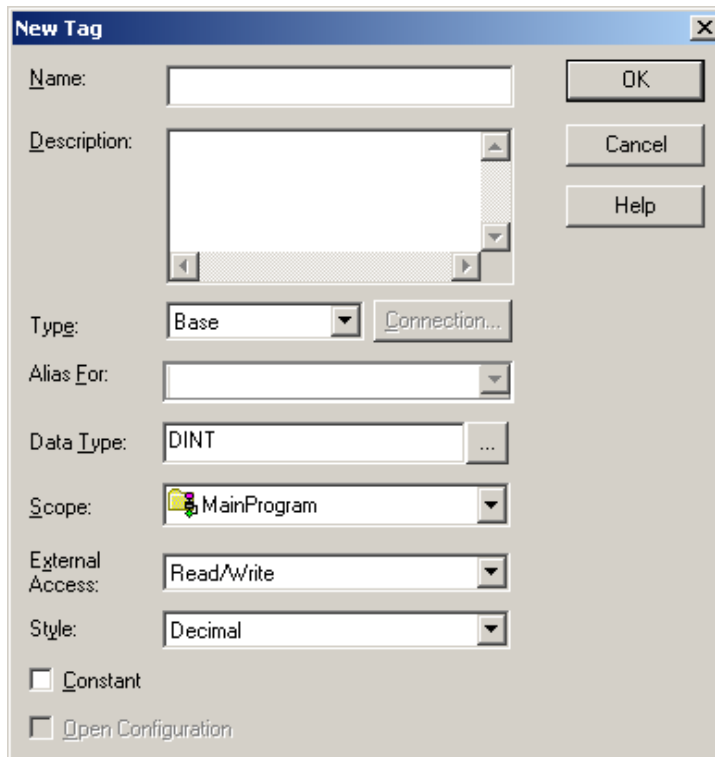 New Tag
Name:
OK
Description:
Cancel
Help
Type:
Base
Connection...
Alias For:
Data Type:
DINT
...
Scope:
MainProgram
External
Access:
Read/Write
Style:
Decimal
Constant
Open Configuration